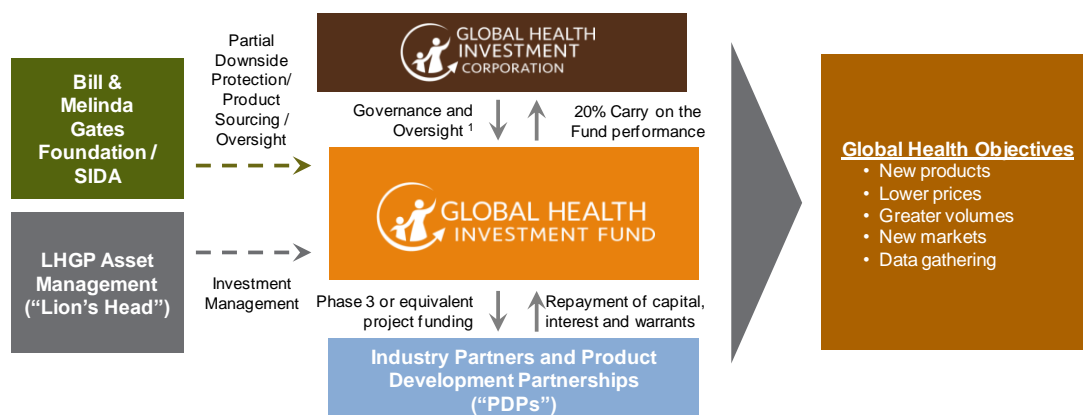 Bill &
Melinda
Gates
Foundation /
SIDA
LHGP Asset
Management
(“Lion’s Head”)
Partial
Downside
Protection/
Product
Sourcing /
Oversight
Investment
Management
GLOBAL HEALTH
INVESTMENT
CORPORATION
Governance and
Oversight ¹
20% Carry on the
Fund performance
GLOBAL HEALTH
INVESTMENT FUND
Phase 3 or equivalent
project funding
Repayment of capital,
interest and warrants
Industry Partners and Product
Development Partnerships
(“PDPs”)
Global Health Objectives
• New products
• Lower prices
• Greater volumes
• New markets
• Data gathering